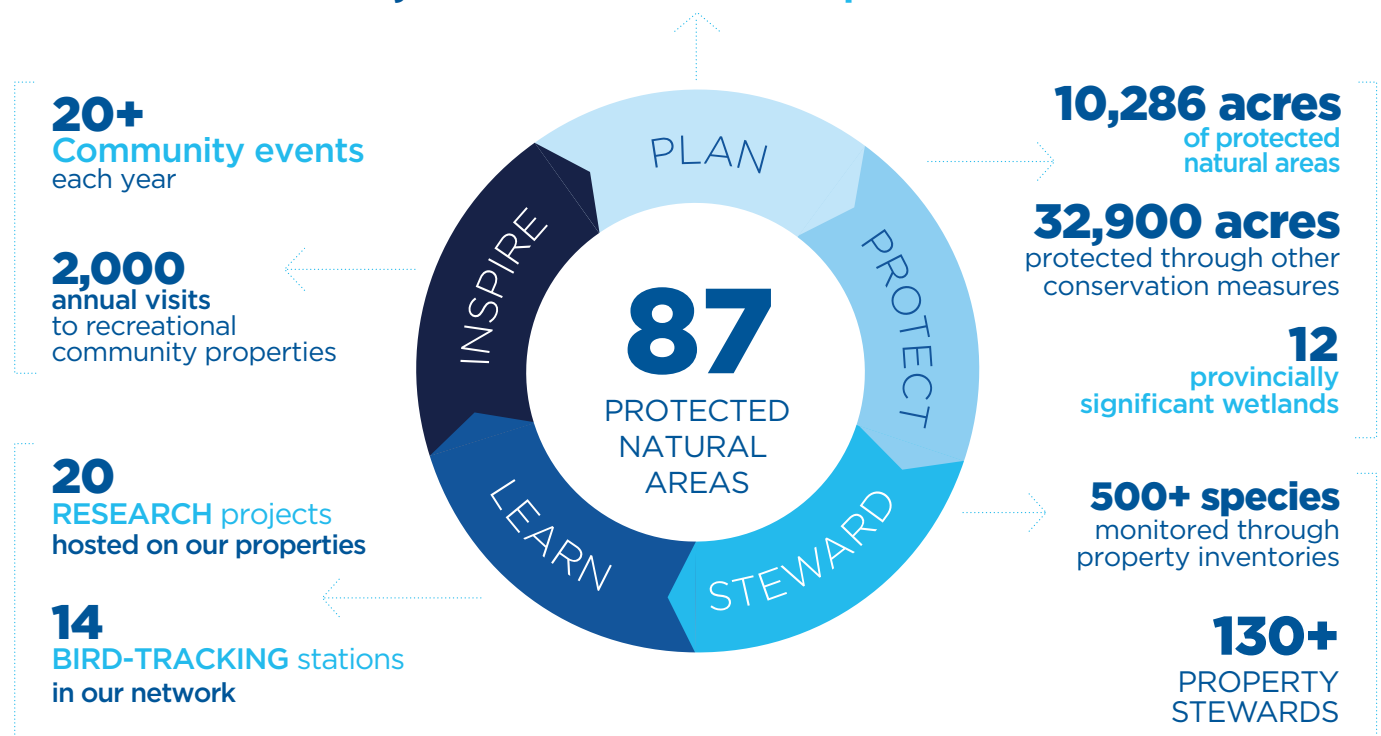 20+
Community events
each year
2,000
annual visits
to recreational
community properties
20
RESEARCH projects
hosted on our properties
14
BIRD-TRACKING stations
in our network
PLAN
PROTECT
STEWARD
LEARN
INSPIRE
87
PROTECTED
NATURAL
AREAS
10,286 acres
of protected
natural areas
32,900 acres
protected through other
conservation measures
12
provincially
significant wetlands
500+ species
monitored through
property inventories
130+
PROPERTY
STEWARDS